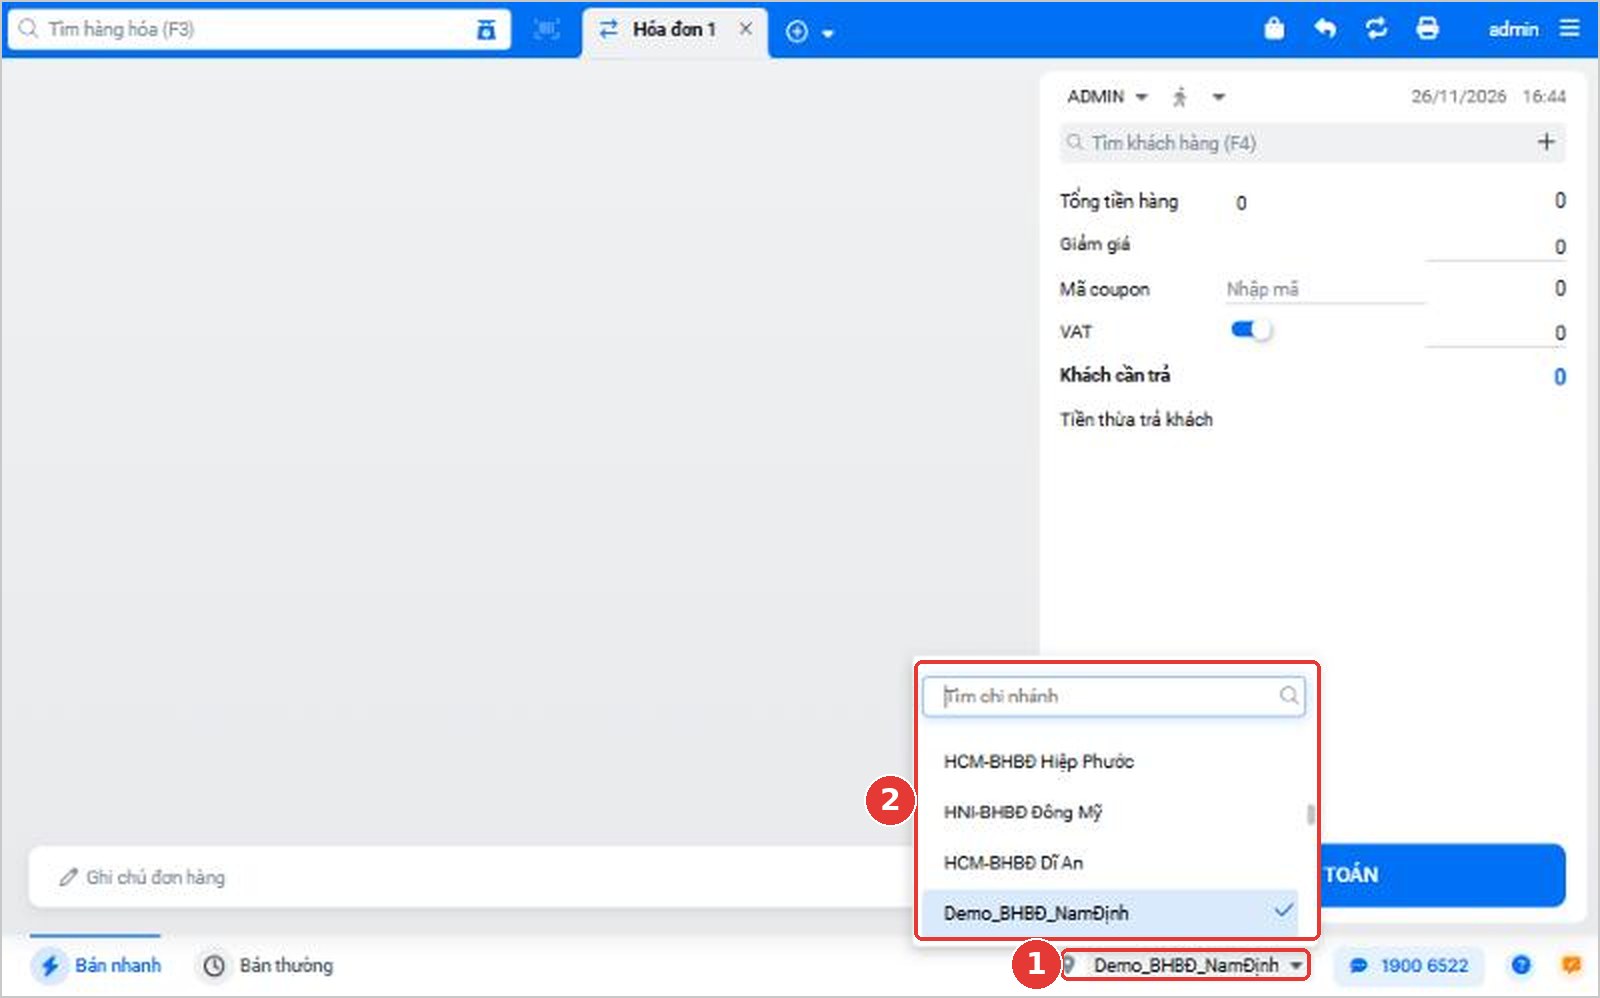 Tìm hàng hóa (F3)
Hóa đơn 1
admin
ADMIN
26/11/2026 16:44
Tìm khách hàng (F4)
Tổng tiền hàng 0 0
Giảm giá 0
Mã coupon Nhập mã 0
VAT 0
Khách cần trả 0
Tiền thừa trả khách
Tìm chi nhánh
HCM-BHBĐ Hiệp Phước
2
HNI-BHBĐ Đông Mỹ
HCM-BHBĐ Dĩ An
TOÁN
Ghi chú đơn hàng
Demo_BHBĐ_NamĐịnh
Bán nhanh
Bán thường
1
Demo_BHBĐ_NamĐịnh
1900 6522